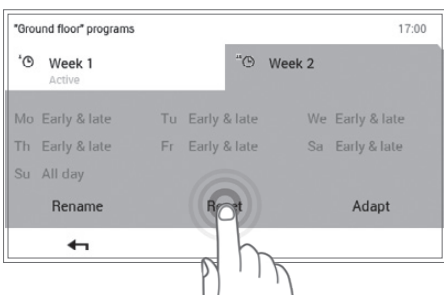 "Ground floor" programs 17:00
Week 1 Week 2
Active
Mo Early & late Tu Early & late We Early & late
Th Early & late Fr Early & late Sa Early & late
Su All day
Rename Reset Adapt